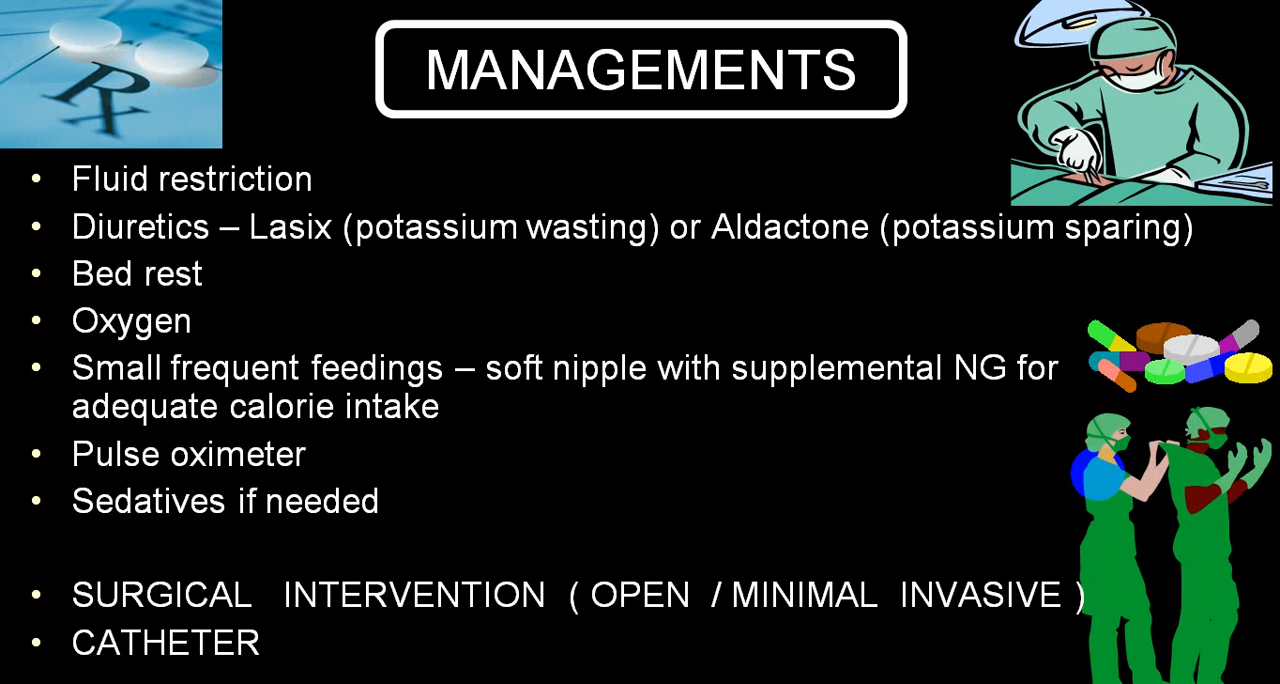 MANAGEMENTS
• Fluid restriction
• Diuretics – Lasix (potassium wasting) or Aldactone (potassium sparing)
• Bed rest
• Oxygen
• Small frequent feedings – soft nipple with supplemental NG for
adequate calorie intake
• Pulse oximeter
• Sedatives if needed
• SURGICAL INTERVENTION ( OPEN / MINIMAL INVASIVE )
• CATHETER